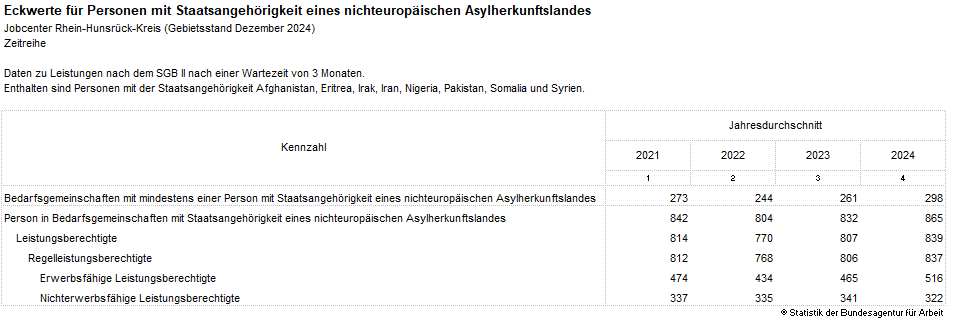 Eckwerte für Personen mit Staatsangehörigkeit eines nichteuropäischen Asylherkunftslandes
Jobcenter Rhein-Hunsrück-Kreis (Gebietsstand Dezember 2024)
Zeitreihe
Daten zu Leistungen nach dem SGB II nach einer Wartezeit von 3 Monaten.
Enthalten sind Personen mit der Staatsangehörigkeit Afghanistan, Eritrea, Irak, Iran, Nigeria, Pakistan, Somalia und Syrien.
Kennzahl
Jahresdurchschnitt
2021 2022 2023 2024
1 2 3 4
Bedarfsgemeinschaften mit mindestens einer Person mit Staatsangehörigkeit eines nichteuropäischen Asylherkunftslandes 273 244 261 298
Person in Bedarfsgemeinschaften mit Staatsangehörigkeit eines nichteuropäischen Asylherkunftslandes 842 804 832 865
Leistungsberechtigte 814 770 807 839
Regelleistungsberechtigte 812 768 806 837
Erwerbsfähige Leistungsberechtigte 474 434 465 516
Nichterwerbsfähige Leistungsberechtigte 337 335 341 322
© Statistik der Bundesagentur für Arbeit